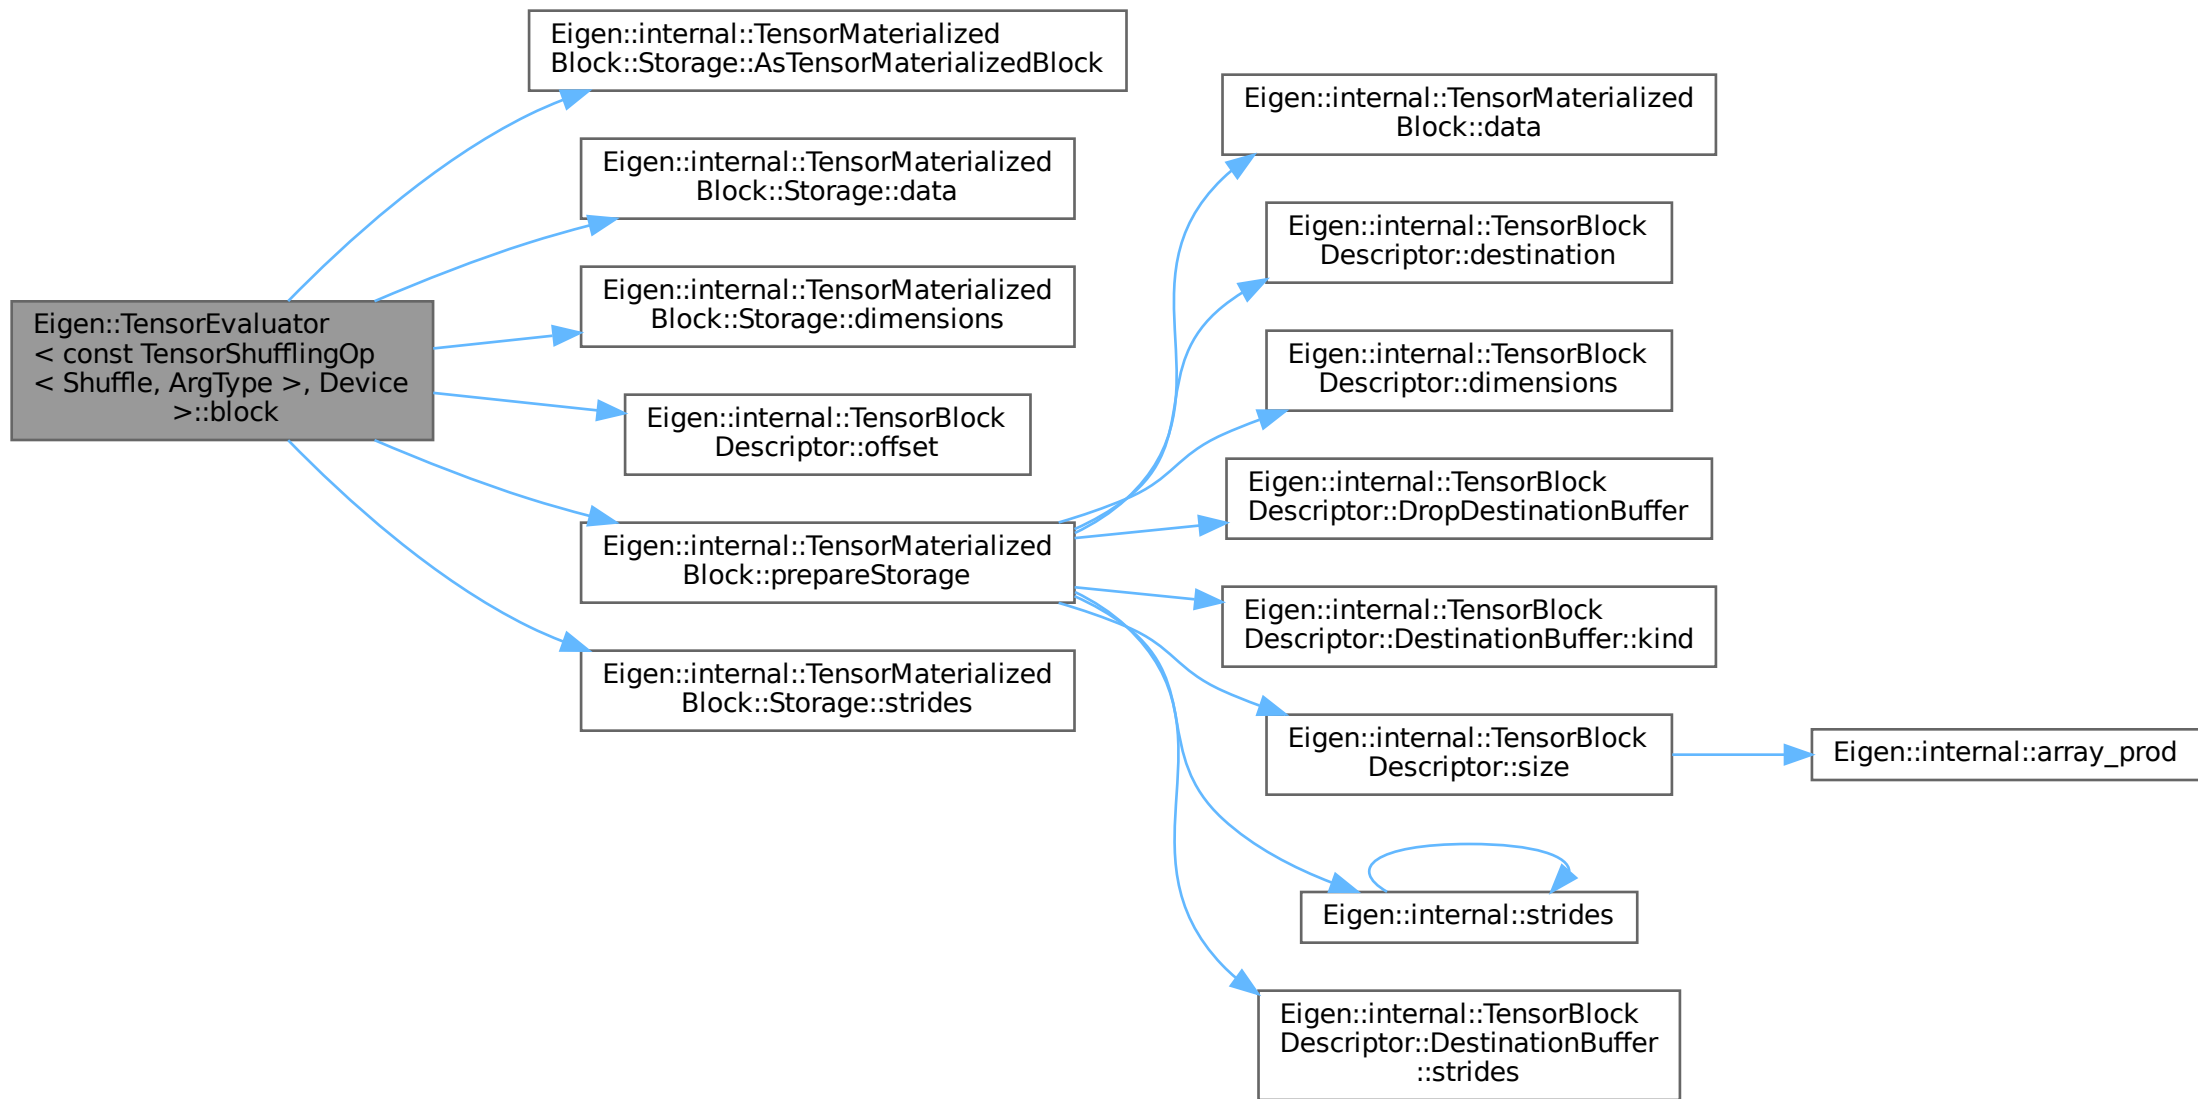 Eigen::TensorEvaluator
< const TensorShufflingOp
< Shuffle, ArgType >, Device
>::block
Eigen::internal::TensorMaterialized
Block::Storage::AsTensorMaterializedBlock
Eigen::internal::TensorMaterialized
Block::Storage::data
Eigen::internal::TensorMaterialized
Block::Storage::dimensions
Eigen::internal::TensorBlock
Descriptor::offset
Eigen::internal::TensorMaterialized
Block::prepareStorage
Eigen::internal::TensorMaterialized
Block::Storage::strides
Eigen::internal::TensorMaterialized
Block::data
Eigen::internal::TensorBlock
Descriptor::destination
Eigen::internal::TensorBlock
Descriptor::dimensions
Eigen::internal::TensorBlock
Descriptor::DropDestinationBuffer
Eigen::internal::TensorBlock
Descriptor::DestinationBuffer::kind
Eigen::internal::TensorBlock
Descriptor::size
Eigen::internal::strides
Eigen::internal::TensorBlock
Descriptor::DestinationBuffer
::strides
Eigen::internal::array_prod